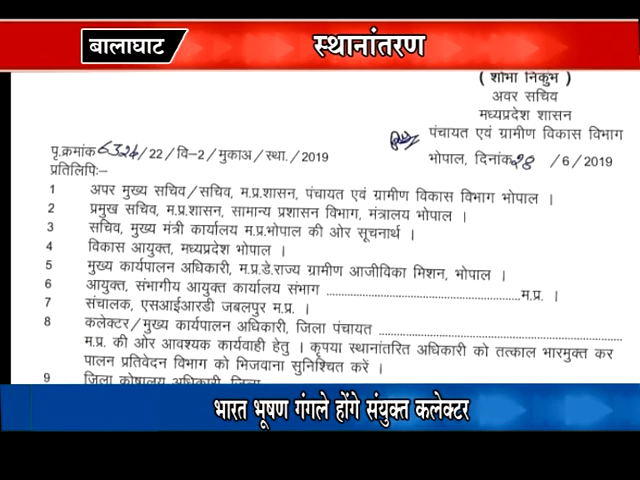 बालाघाट
स्थानांतरण
( शोभा निकुंभ )
अवर सचिव
मध्यप्रदेश शासन
पंचायत एवं ग्रामीण विकास विभाग
पृ.क्रमांक 6324/22/वि-2/मुकाअ/स्था./2019
भोपाल, दिनांक 28 /6/2019
प्रतिलिपिः-
1 अपर मुख्य सचिव/सचिव, म.प्र.शासन, पंचायत एवं ग्रामीण विकास विभाग भोपाल ।
2 प्रमुख सचिव, म.प्र.शासन, सामान्य प्रशासन विभाग, मंत्रालय भोपाल ।
3 सचिव, मुख्य मंत्री कार्यालय म.प्र.भोपाल की ओर सूचनार्थ ।
4 विकास आयुक्त, मध्यप्रदेश भोपाल ।
5 मुख्य कार्यपालन अधिकारी, म.प्र.डे.राज्य ग्रामीण आजीविका मिशन, भोपाल ।
6 आयुक्त, संभागीय आयुक्त कार्यालय संभाग ........................................म.प्र. ।
7 संचालक, एसआईआरडी जबलपुर म.प्र. ।
8 कलेक्टर/मुख्य कार्यपालन अधिकारी, जिला पंचायत ........................................
म.प्र. की ओर आवश्यक कार्यवाही हेतु । कृपया स्थानांतरित अधिकारी को तत्काल भारमुक्त कर
पालन प्रतिवेदन विभाग को भिजवाना सुनिश्चित करें ।
9 जिला कोषालय अधिकारी, जिला
भारत भूषण गंगले होंगे संयुक्त कलेक्टर